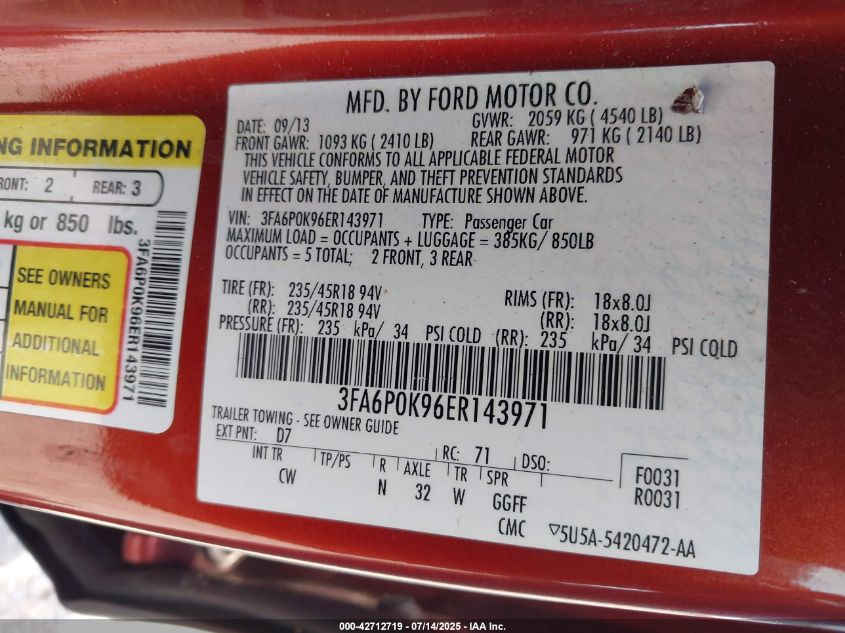 NG INFORMATION
RONT: 2 REAR: 3
kg or 850 lbs.
SEE OWNERS
MANUAL FOR
ADDITIONAL
INFORMATION
3FA6P0K96ER143971
MFD. BY FORD MOTOR CO.
DATE: 09/13 GVWR: 2059 KG ( 4540 LB)
FRONT GAWR: 1093 KG ( 2410 LB) REAR GAWR: 971 KG ( 2140 LB)
THIS VEHICLE CONFORMS TO ALL APPLICABLE FEDERAL MOTOR
VEHICLE SAFETY, BUMPER, AND THEFT PREVENTION STANDARDS
IN EFFECT ON THE DATE OF MANUFACTURE SHOWN ABOVE.
VIN: 3FA6P0K96ER143971 TYPE: Passenger Car
MAXIMUM LOAD = OCCUPANTS + LUGGAGE = 385KG/ 850LB
OCCUPANTS = 5 TOTAL; 2 FRONT, 3 REAR
TIRE (FR): 235/45R18 94V RIMS (FR): 18x8.0J
(RR): 235/45R18 94V (RR): 18x8.0J
PRESSURE (FR): 235 kPa/ 34 PSI COLD (RR): 235 kPa/ 34 PSI COLD
3FA6P0K96ER143971
TRAILER TOWING - SEE OWNER GUIDE
EXT PNT: D7 RC: 71 DSO:
INT TR TP/PS R AXLE TR SPR F0031
CW N 32 W GGFF R0031
CMC ▽5U5A-5420472-AA
000-42712719 - 07/14/2025 - IAA Inc.